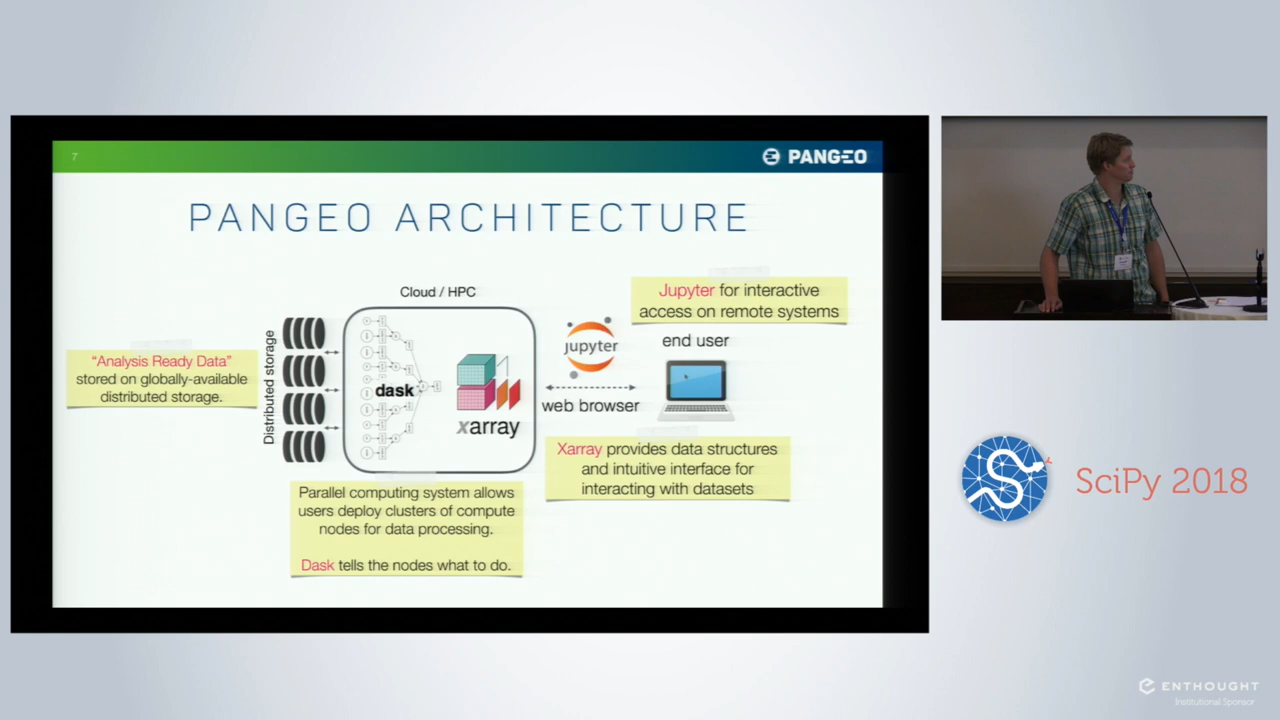 7
PANGEO
PANGEO ARCHITECTURE
Cloud / HPC
Jupyter for interactive
access on remote systems
"Analysis Ready Data"
stored on globally-available
distributed storage.
Distributed storage
dask
xarray
jupyter
web browser
end user
Xarray provides data structures
and intuitive interface for
interacting with datasets
Parallel computing system allows
users deploy clusters of compute
nodes for data processing.
Dask tells the nodes what to do.
SciPy 2018
ENTHOUGHT
Institutional Sponsor